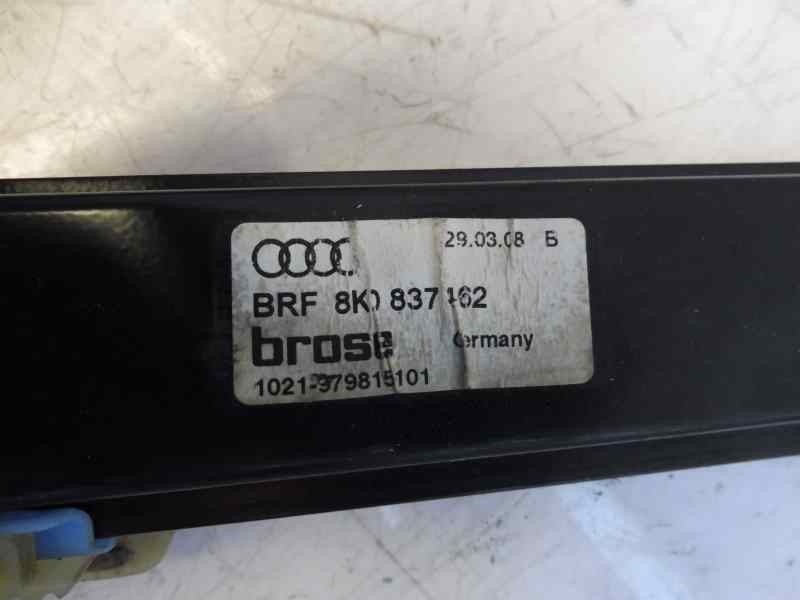 29.03.08 B
BRF 8K0 837 462
brose Germany
1021-979815101